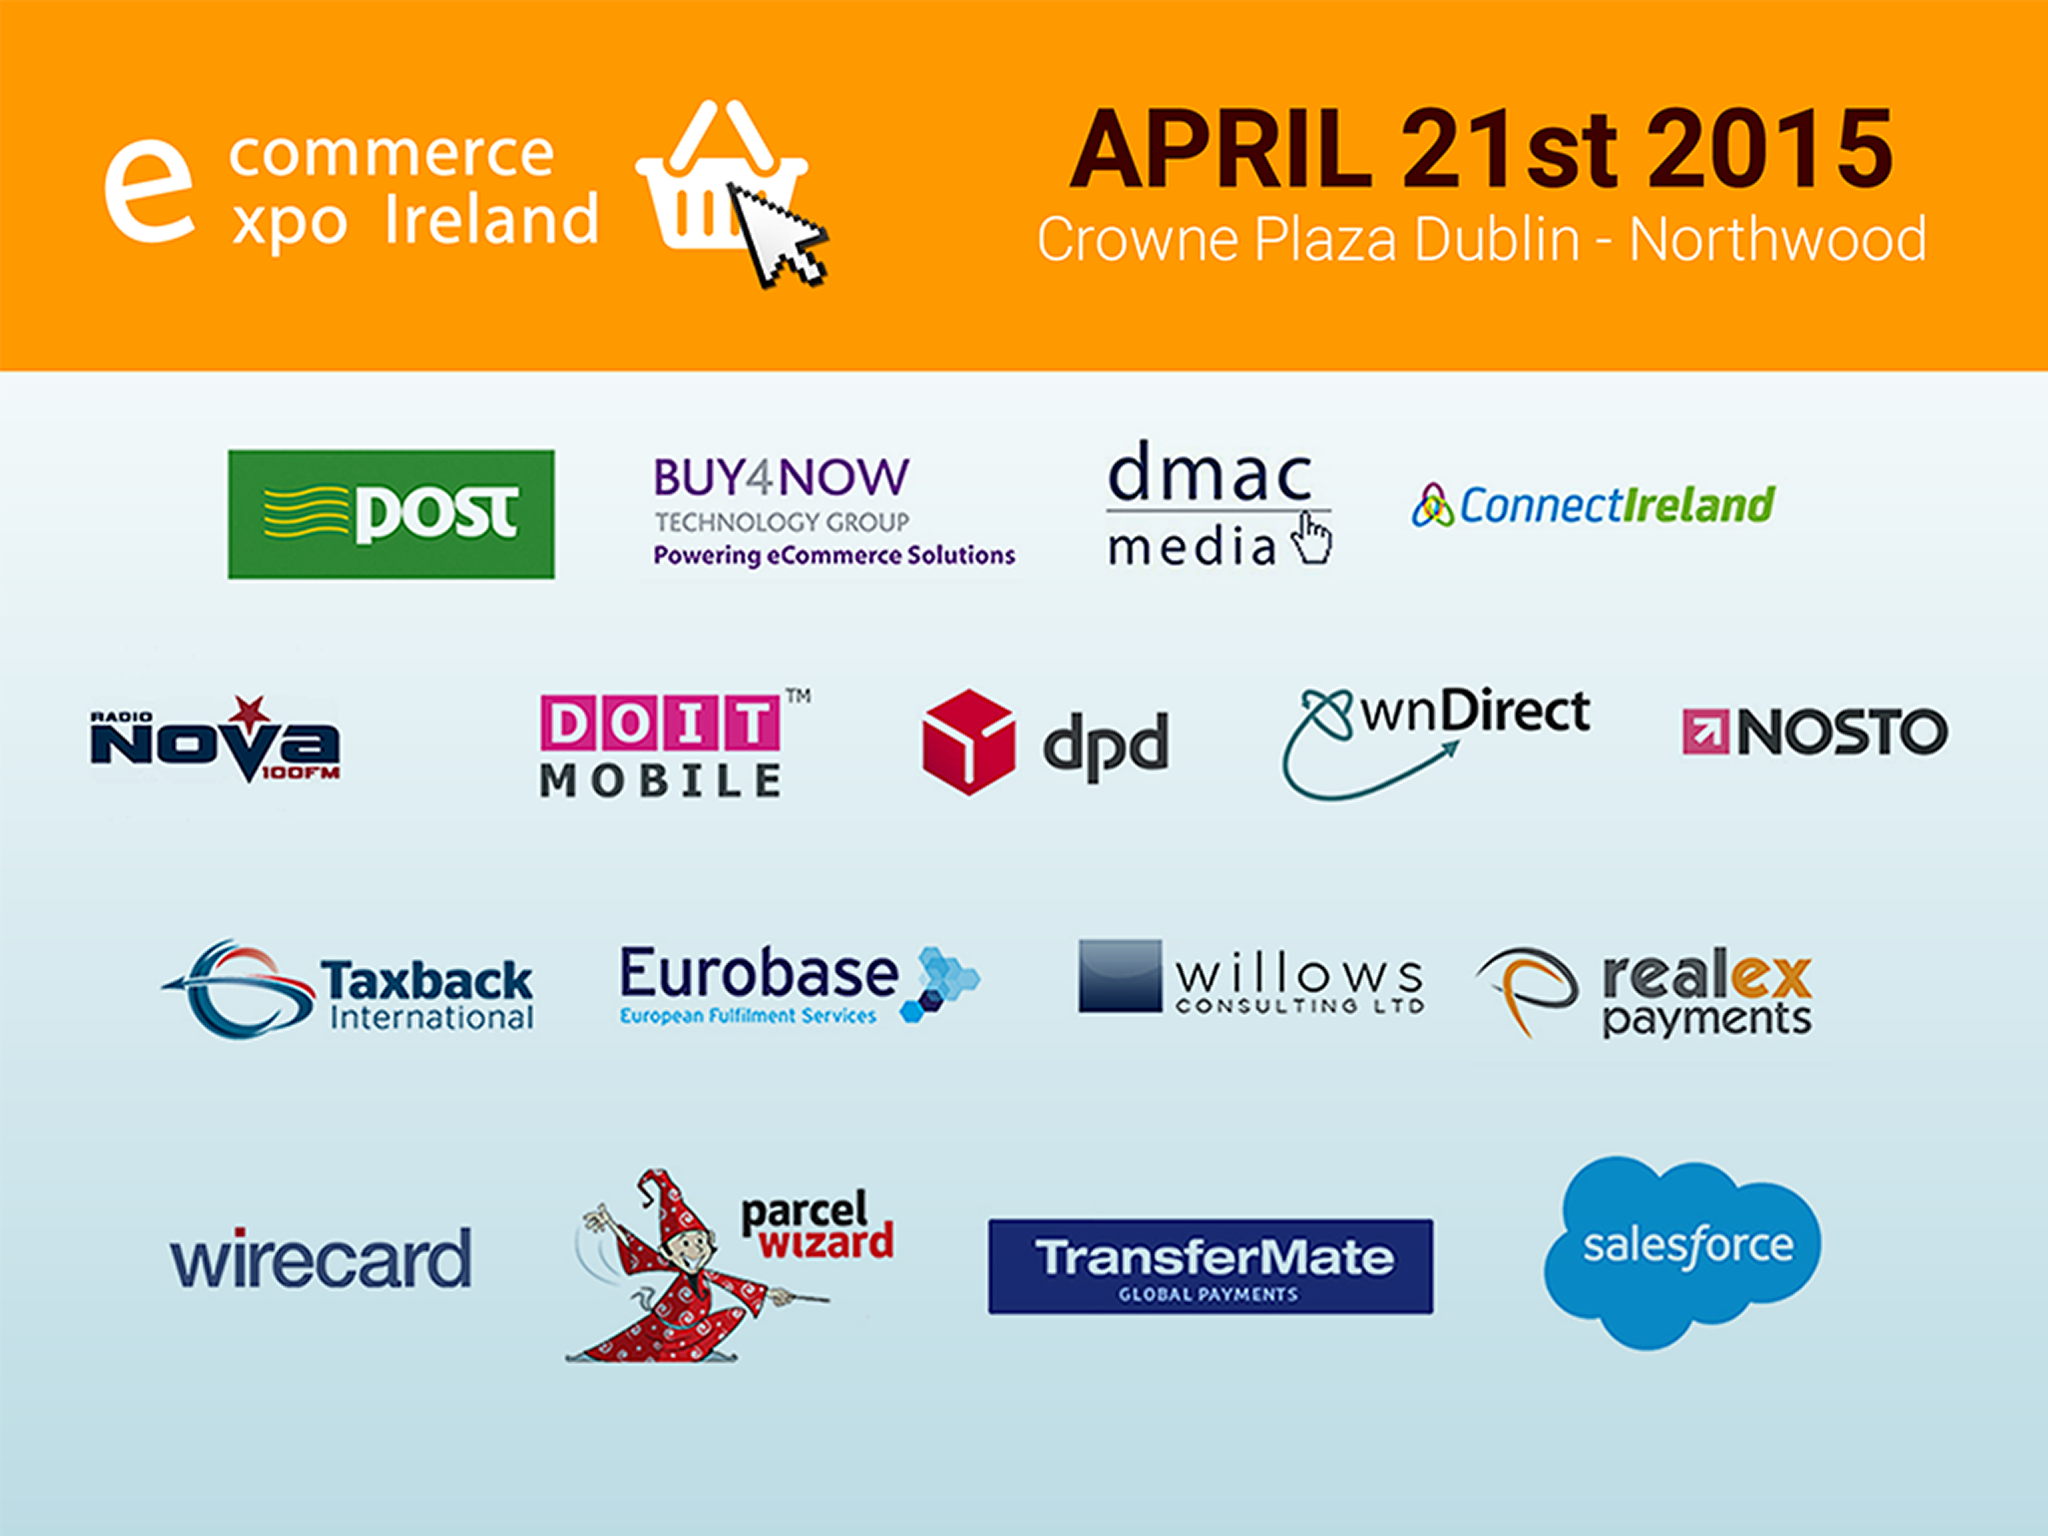 e commerce
xpo Ireland
APRIL 21st 2015
Crowne Plaza Dublin - Northwood
post
BUY4NOW
TECHNOLOGY GROUP
Powering eCommerce Solutions
dmac
media
ConnectIreland
RADIO
NOVA
100FM
DOIT TM
MOBILE
dpd
wnDirect
NOSTO
Taxback
International
Eurobase
European Fulfilment Services
willows
CONSULTING LTD
realex
payments
wirecard
parcel
wizard
TransferMate
GLOBAL PAYMENTS
salesforce